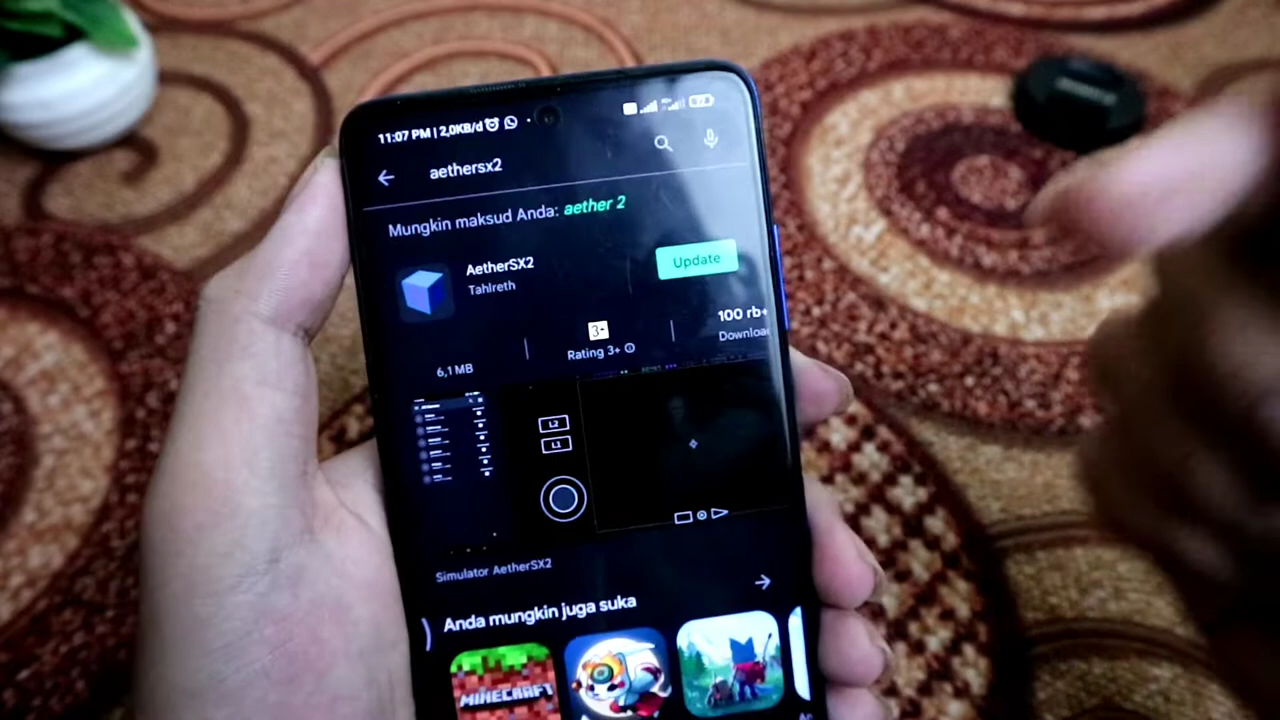 11:07 PM | 2,0KB/d
aethersx2
Mungkin maksud Anda: aether 2
AetherSX2
Tahlreth
Update
6,1 MB
3+
Rating 3+
100 rb+
Downloa
L2
L1
Simulator AetherSX2
Anda mungkin juga suka
MINECRAFT